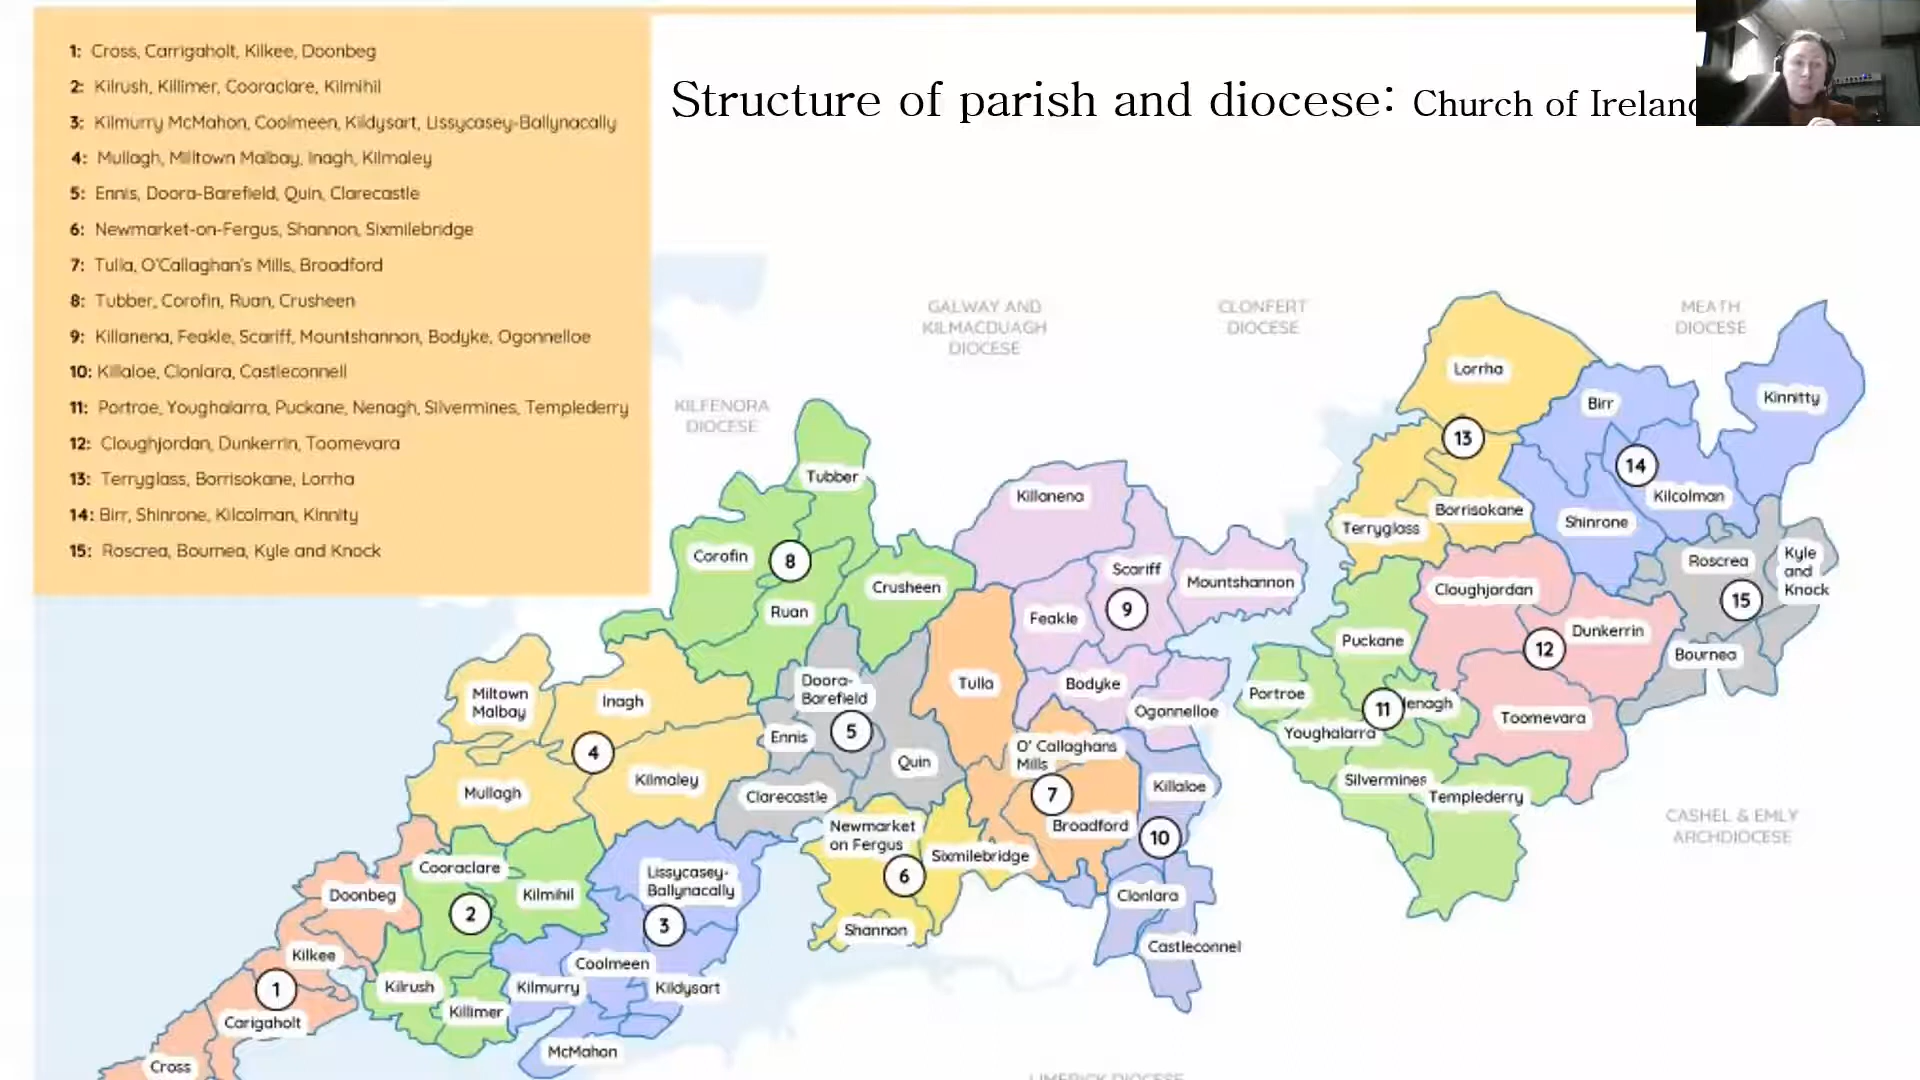 1: Cross, Carrigaholt, Kilkee, Doonbeg
2: Kilrush, Killimer, Cooraclare, Kilmihil
3: Kilmurry McMahon, Coolmeen, Kildysart, Lissycasey-Ballynacally
4: Mullagh, Milltown Malbay, Inagh, Kilmaley
5: Ennis, Doora-Barefield, Quin, Clarecastle
6: Newmarket-on-Fergus, Shannon, Sixmilebridge
7: Tulla, O'Callaghan's Mills, Broadford
8: Tubber, Corofin, Ruan, Crusheen
9: Killanena, Feakle, Scariff, Mountshannon, Bodyke, Ogonnelloe
10: Killaloe, Clonlara, Castleconnell
11: Portroe, Youghalarra, Puckane, Nenagh, Silvermines, Templederry
12: Cloughjordan, Dunkerrin, Toomevara
13: Terryglass, Borrisokane, Lorrha
14: Birr, Shinrone, Kilcolman, Kinnity
15: Roscrea, Bournea, Kyle and Knock
Structure of parish and diocese: Church of Irelan
GALWAY AND
KILMACDUAGH
DIOCESE
CLONFERT
DIOCESE
MEATH
DIOCESE
KILFENORA
DIOCESE
Lorrha
Birr
Kinnitty
13
14
Kilcolman
Borrisokane
Terryglass
Shinrone
Tubber
Killanena
Corofin
8
Crusheen
Ruan
Scariff
Mountshannon
Feakle
9
Roscrea
Kyle
and
Knock
15
Cloughjordan
Dunkerrin
12
Bournea
Puckane
Portroe
11
enagh
Youghalarra
Toomevara
Silvermines
Templederry
Miltown
Malbay
Inagh
Doora-
Barefield
Tulla
Bodyke
Ogonnelloe
Ennis
5
4
Quin
O' Callaghans
Mills
Killaloe
Mullagh
Kilmaley
Clarecastle
7
Broadford
10
Newmarket
on Fergus
Sixmilebridge
6
CASHEL & EMLY
ARCHDIOCESE
Cooraclare
Lissycasey-
Ballynacally
Doonbeg
Kilmihil
2
3
Shannon
Clonlara
Castleconnel
Kilkee
Coolmeen
1
Kilrush
Kilmurry
Kildysart
Killimer
Carigaholt
McMahon
Cross
LIMERICK DIOCESE